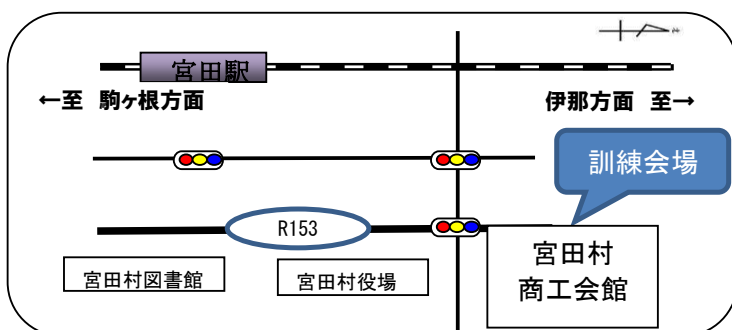 宮田駅
←至 駒ヶ根方面
伊那方面 至→
訓練会場
R153
宮田村
商工会館
宮田村図書館
宮田村役場